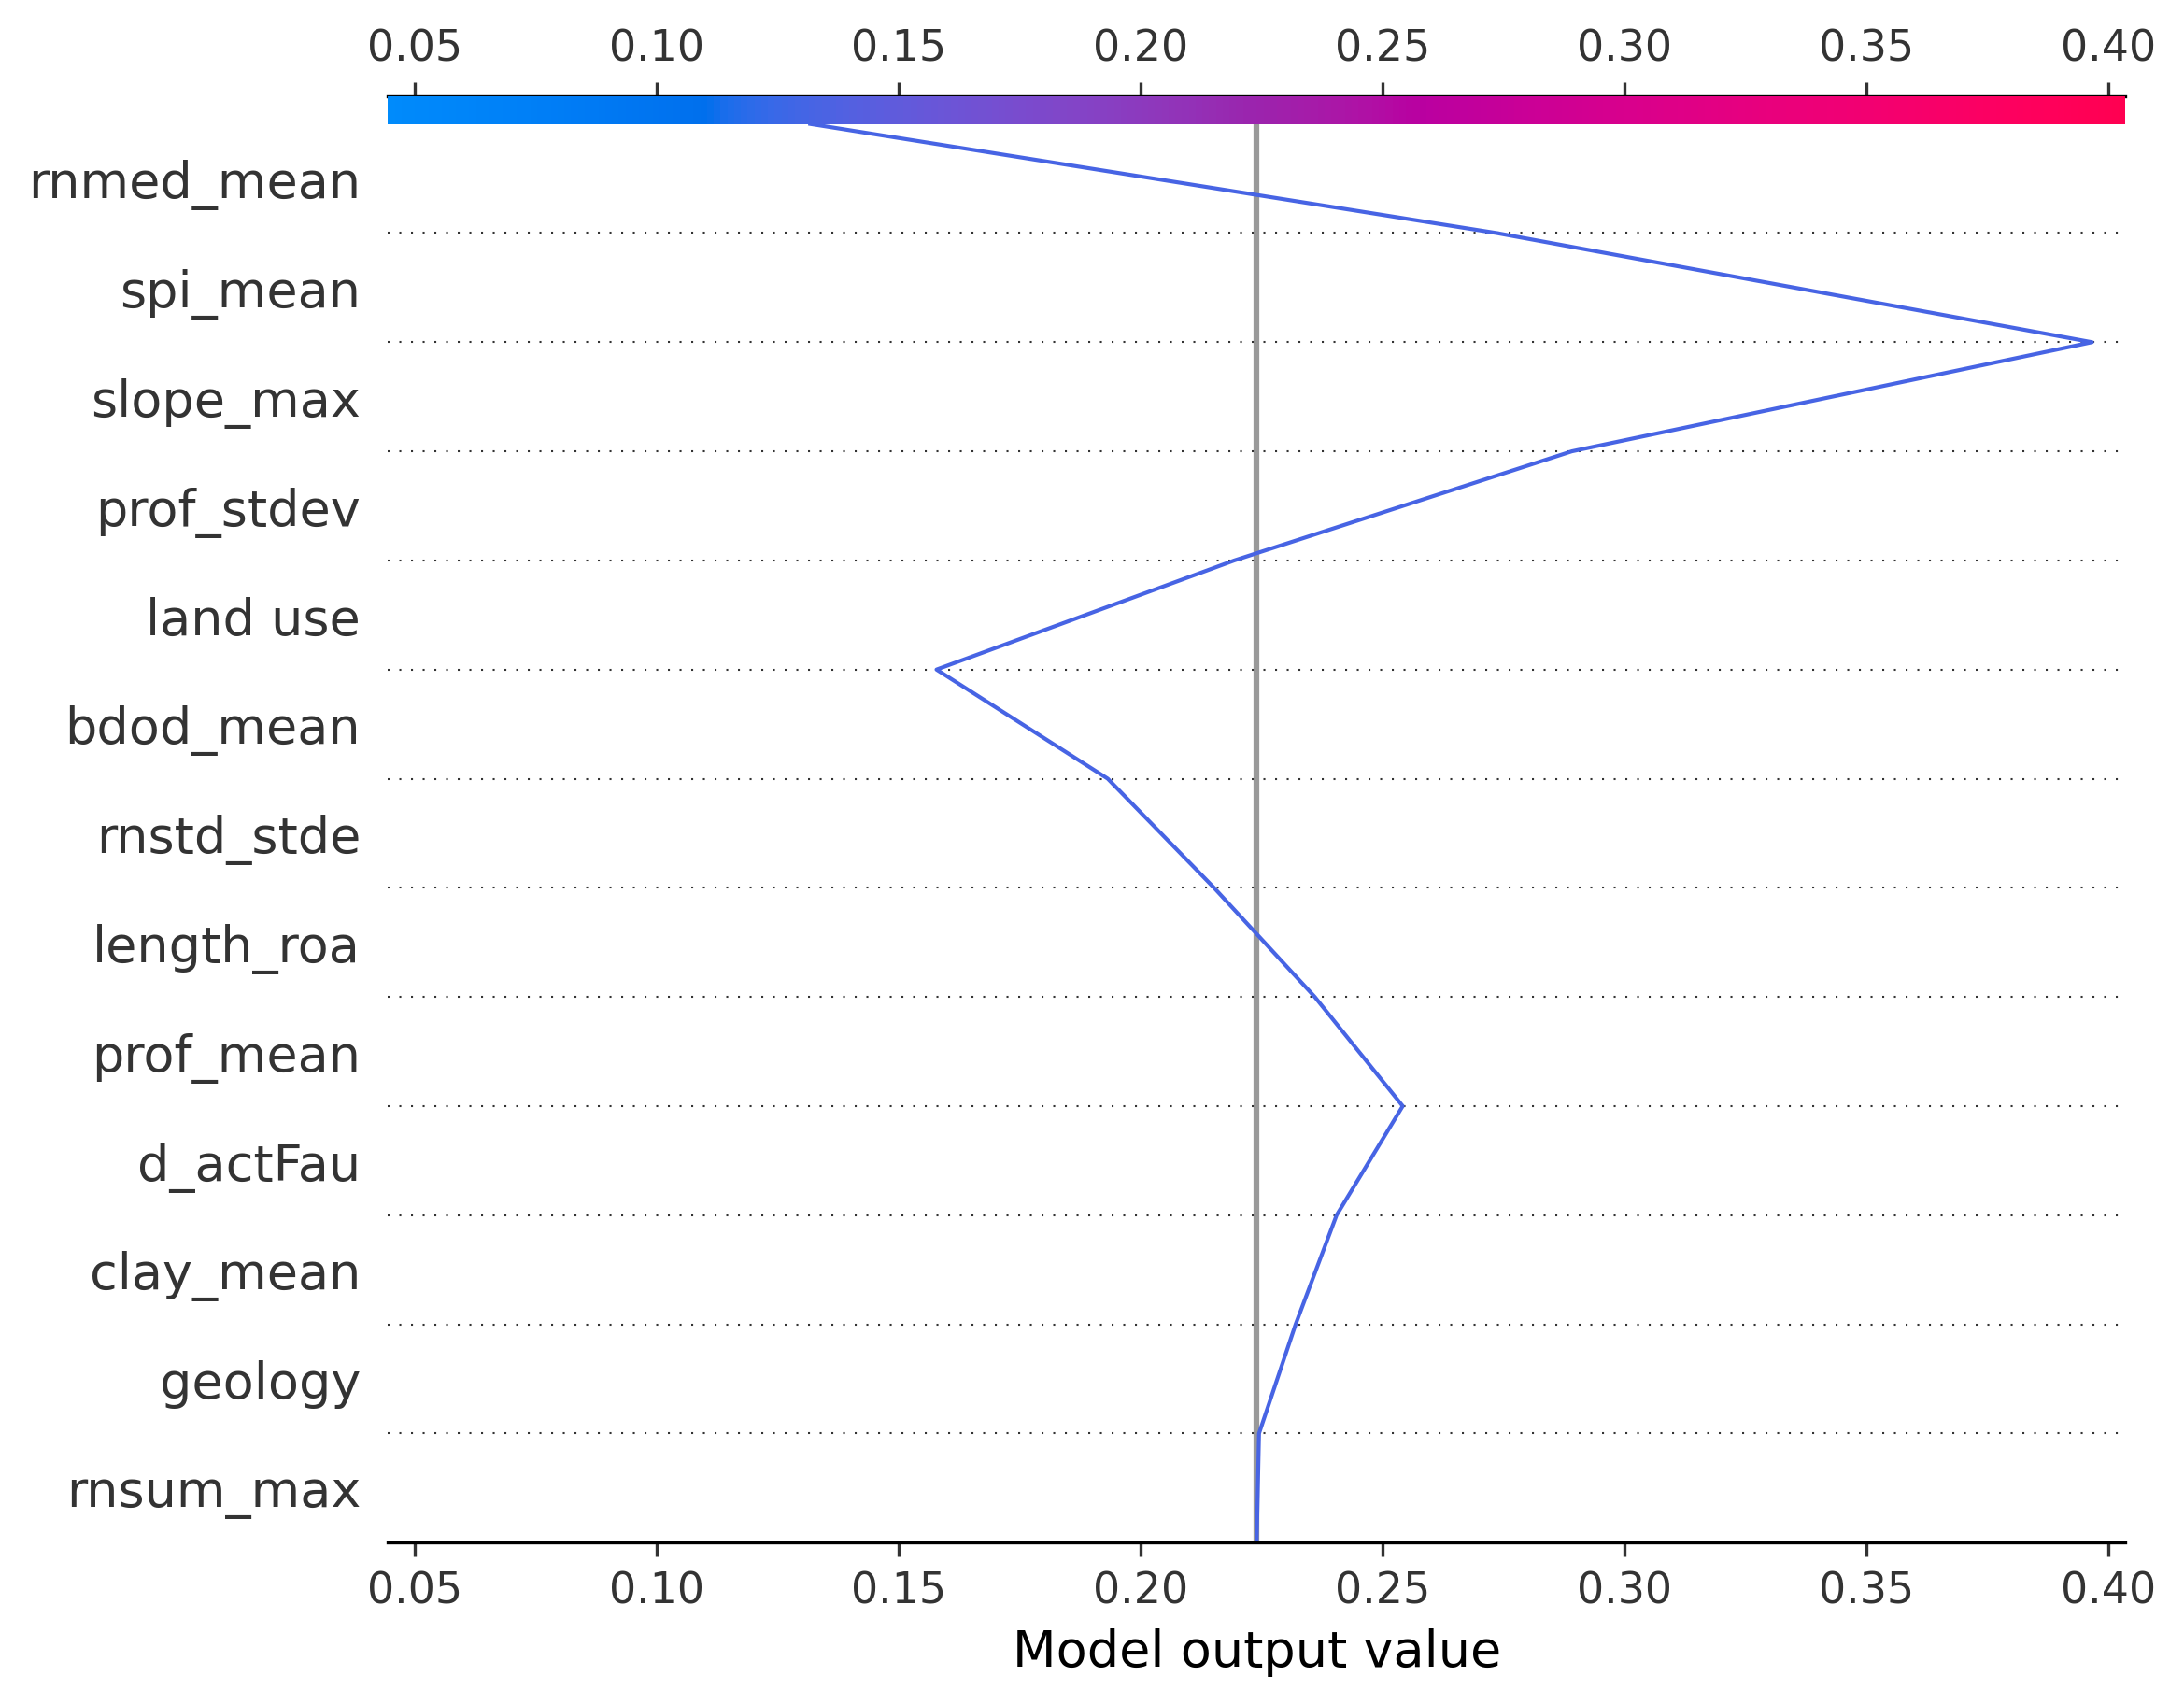 0.05 0.10 0.15 0.20 0.25 0.30 0.35 0.40
rnmed_mean
spi_mean
slope_max
prof_stdev
land use
bdod_mean
rnstd_stde
length_roa
prof_mean
d_actFau
clay_mean
geology
rnsum_max
0.05 0.10 0.15 0.20 0.25 0.30 0.35 0.40
Model output value